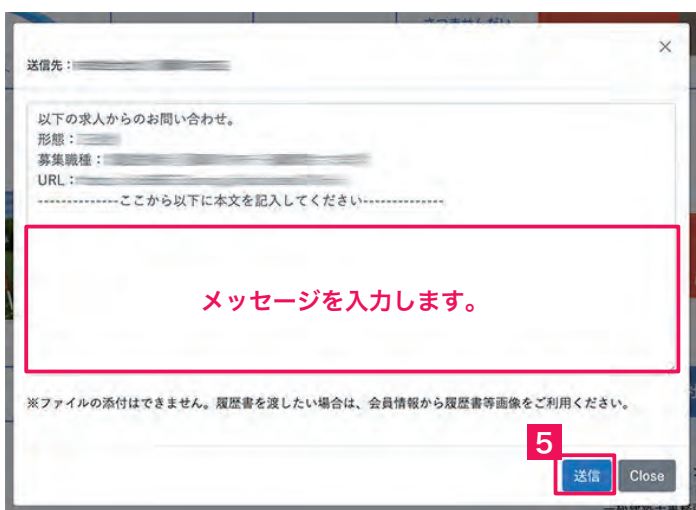 送信先：
×
以下の求人からのお問い合わせ。
形態：
募集職種：
URL：
--------------ここから以下に本文を記入してください--------------
メッセージを入力します。
※ファイルの添付はできません。履歴書を渡したい場合は、会員情報から履歴書等画像をご利用ください。
5
送信 Close